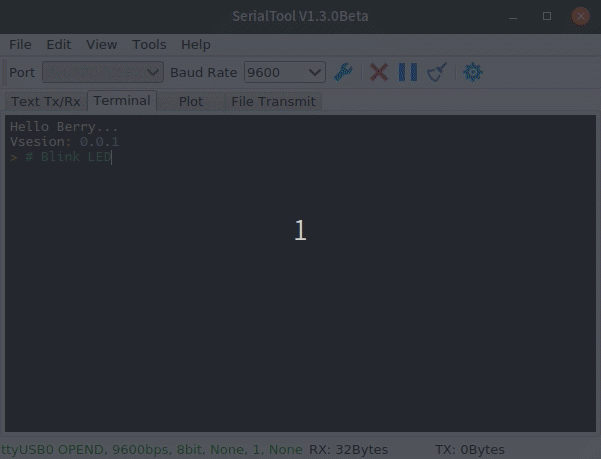 SerialTool V1.3.0Beta
File Edit View Tools Help
Port Baud Rate 9600
Text Tx/Rx Terminal Plot File Transmit
Hello Berry...
Vsesion: 0.0.1
> # Blink LED
1
ttyUSB0 OPEND, 9600bps, 8bit, None, 1, None RX: 32Bytes TX: 0Bytes